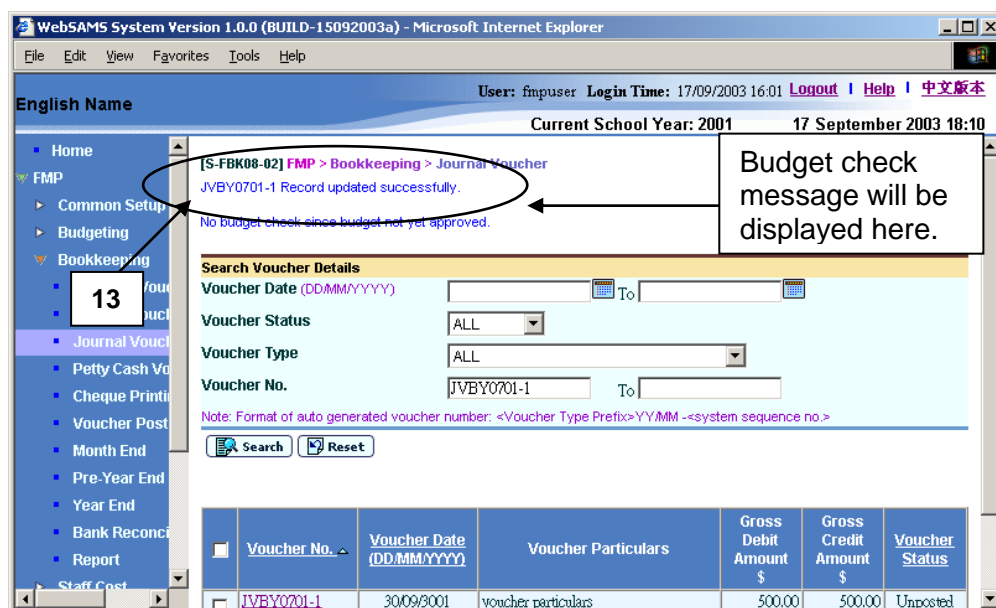 WebSAMS System Version 1.0.0 (BUILD-15092003a) - Microsoft Internet Explorer
File Edit View Favorites Tools Help
User: fmpuser Login Time: 17/09/2003 16:01 Logout | Help | 中文版本
English Name
Current School Year: 2001 17 September 2003 18:10
Home
FMP
Common Setup
Budgeting
Bookkeeping
Journal Vouc
Petty Cash Vo
Cheque Printi
Voucher Post
Month End
Pre-Year End
Year End
Bank Reconci
Report
Staff Cost
13
[S-FBK08-02] FMP > Bookkeeping > Journal Voucher
JVBY0701-1 Record updated successfully.
No budget check since budget not yet approved.
Budget check
message will be
displayed here.
Search Voucher Details
Voucher Date (DD/MM/YYYY) To
Voucher Status ALL
Voucher Type ALL
Voucher No. JVBY0701-1 To
Note: Format of auto generated voucher number: <Voucher Type Prefix>YY/MM -<system sequence no.>
Search Reset
Voucher No. Voucher Date (DD/MM/YYYY) Voucher Particulars Gross Debit Amount $ Gross Credit Amount $ Voucher Status
JVBY0701-1 30/09/3001 voucher particulars 500.00 500.00 Unposted